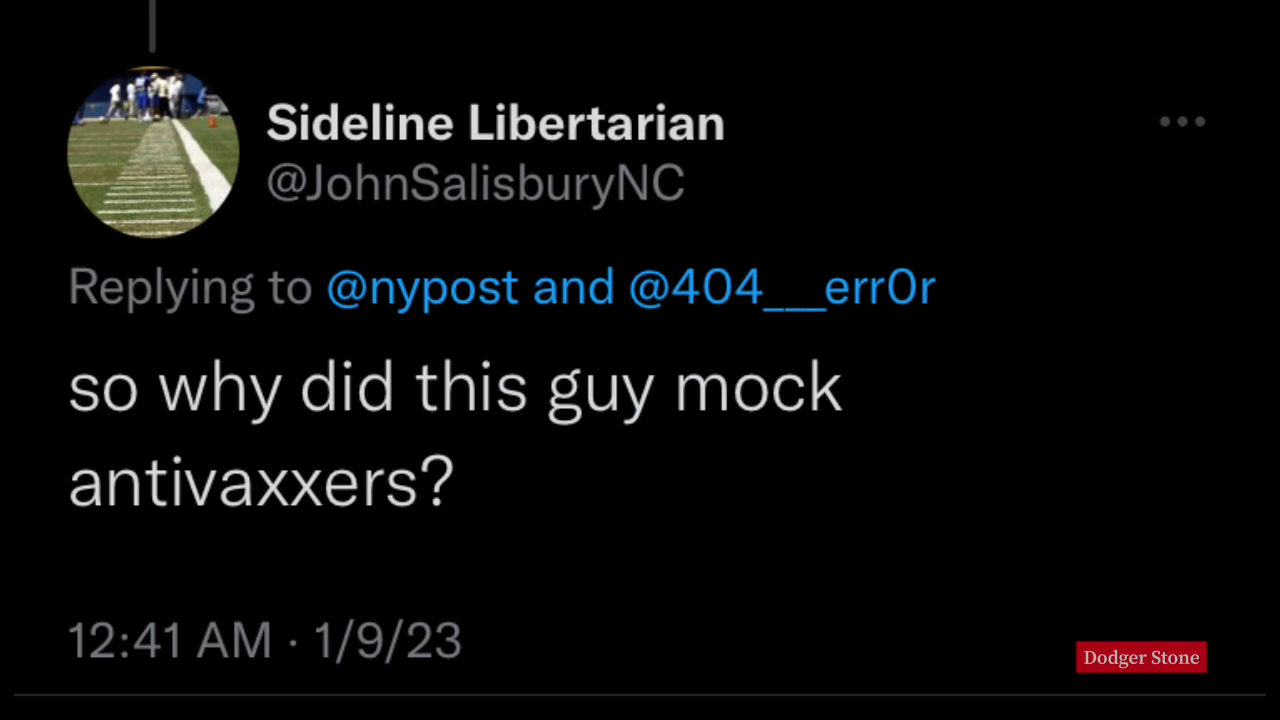 Sideline Libertarian
@JohnSalisburyNC
Replying to @nypost and @404___err0r
so why did this guy mock
antivaxxers?
12:41 AM · 1/9/23
Dodger Stone